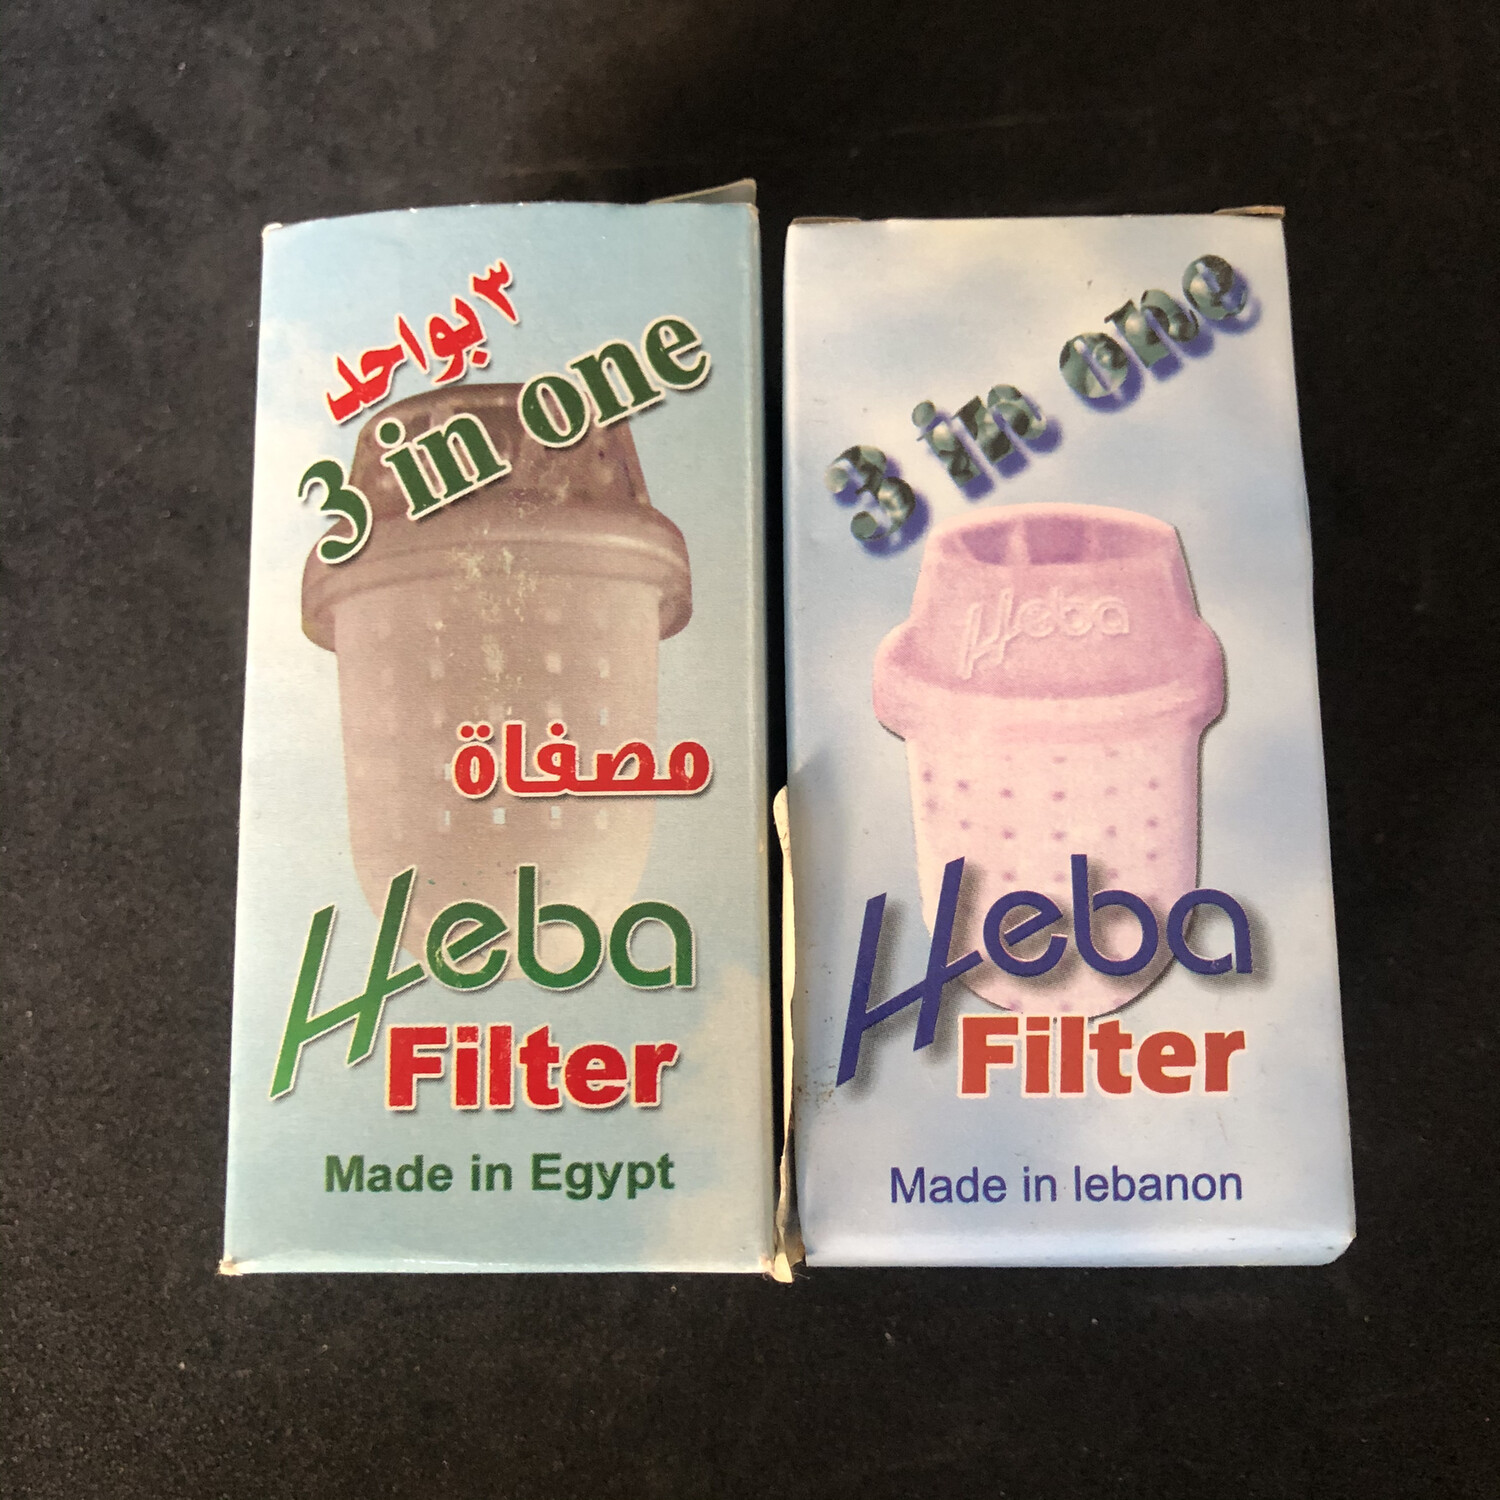 ٣ بواحد
3 in one
مصفاة
Heba
Filter
Made in Egypt
3 in one
Heba
Heba
Filter
Made in lebanon